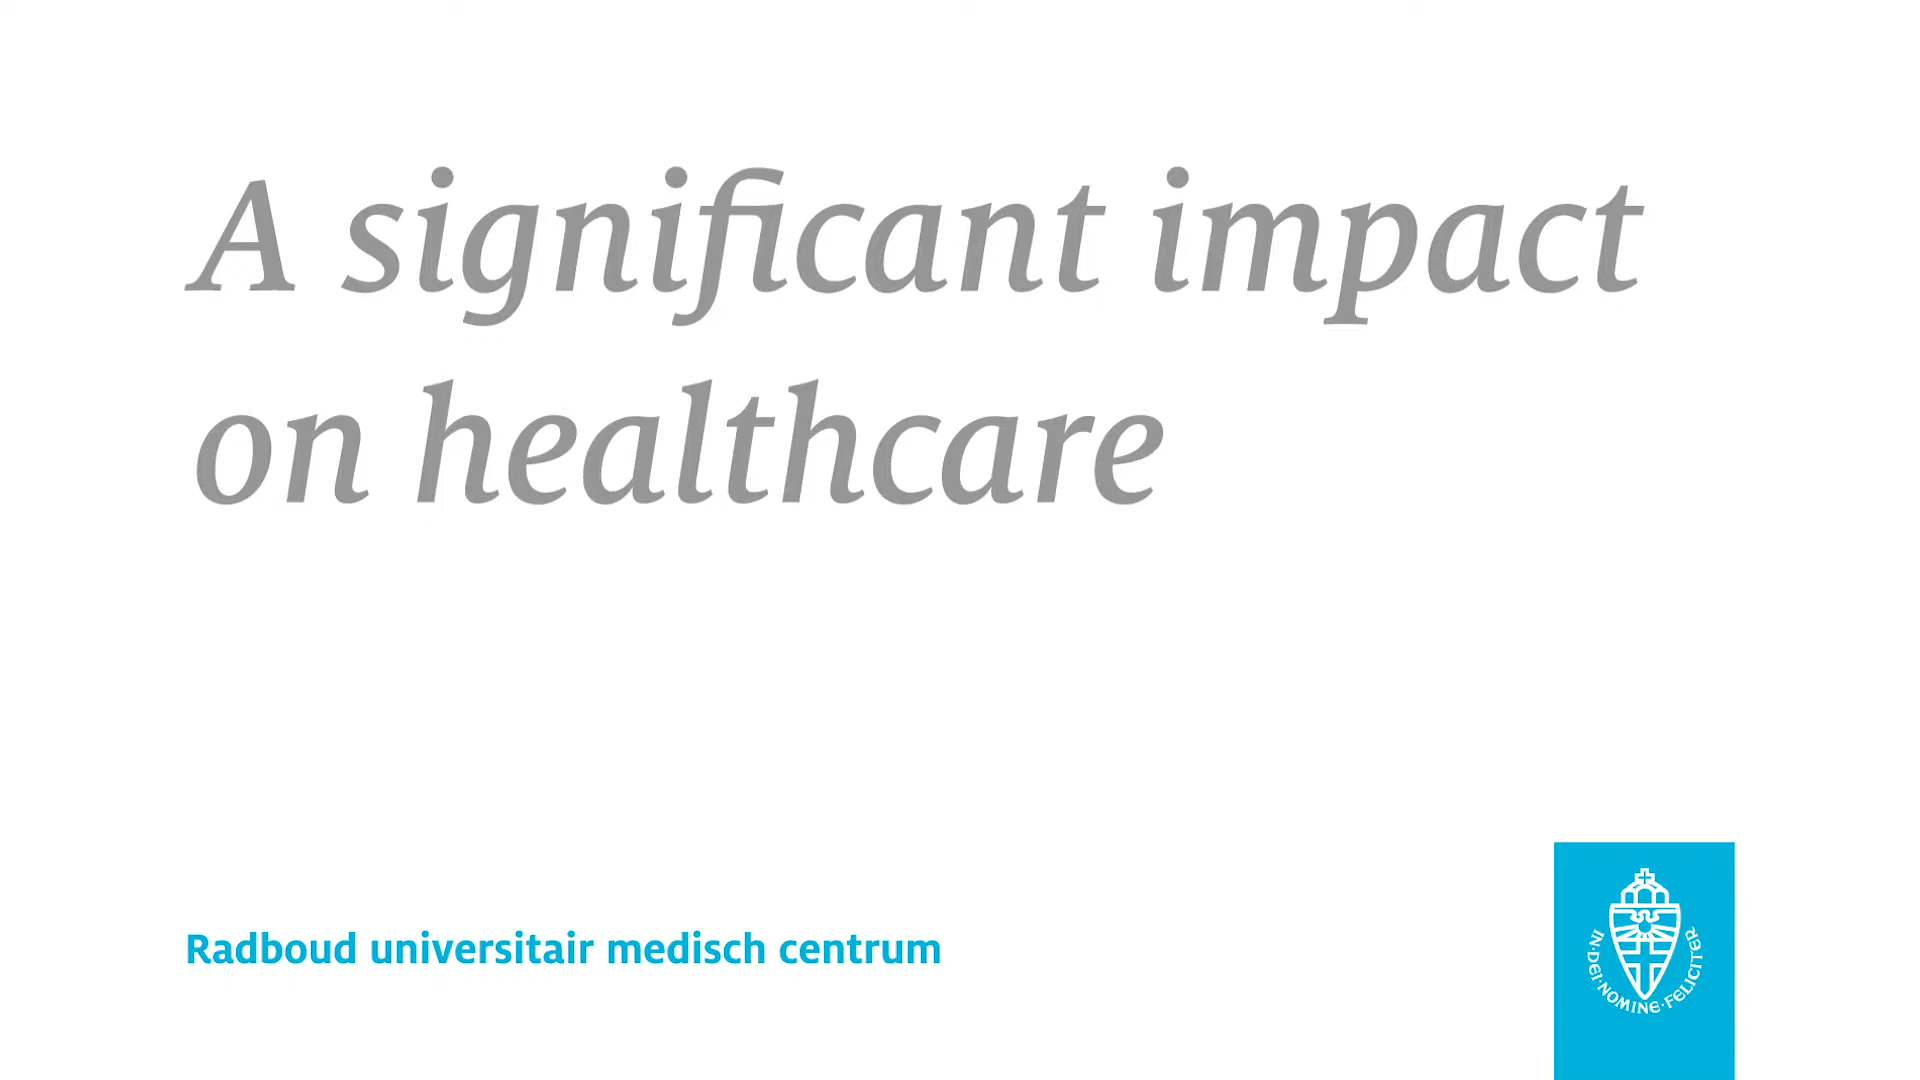 A significant impact
on healthcare
Radboud universitair medisch centrum
IN·DEI·NOMINE·FELICITER